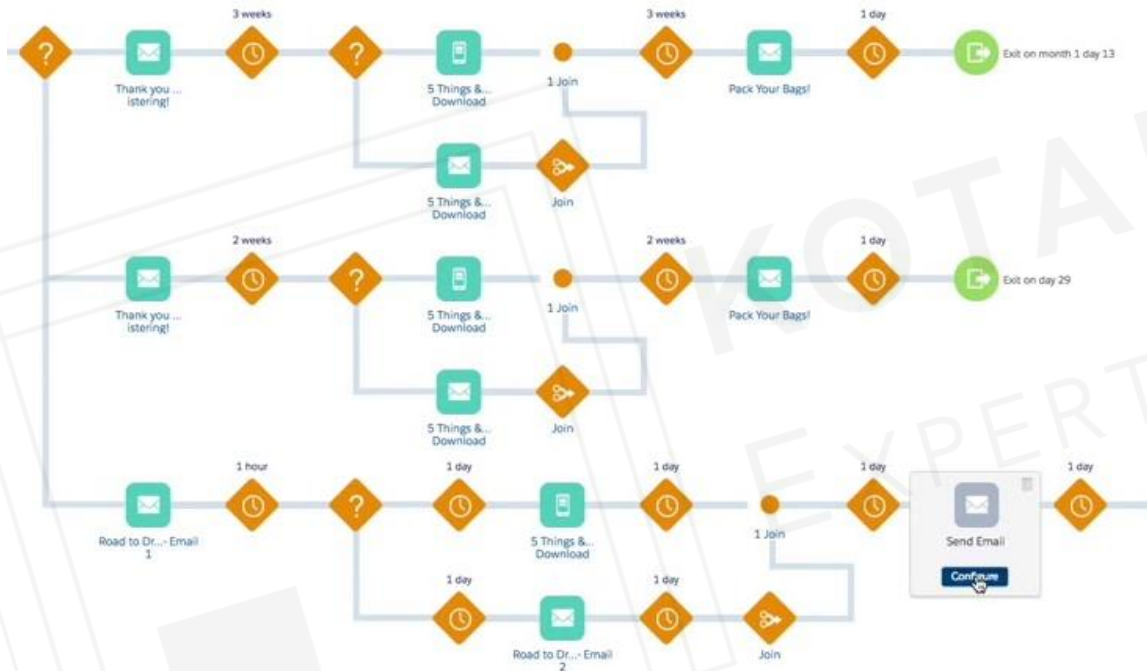 3 weeks
3 weeks
1 day
?
?
Thank you ...
istering!
5 Things &...
Download
1 Join
Pack Your Bags!
Exit on month 1 day 13
5 Things &...
Download
Join
2 weeks
2 weeks
1 day
?
Thank you ...
istering!
5 Things &...
Download
1 Join
Pack Your Bags!
Exit on day 29
5 Things &...
Download
Join
1 hour
1 day
1 day
1 day
1 day
?
Road to Dr...- Email
1
5 Things &...
Download
1 Join
Send Email
Configure
1 day
1 day
Road to Dr...- Email
2
Join
KOTA
EXPERT